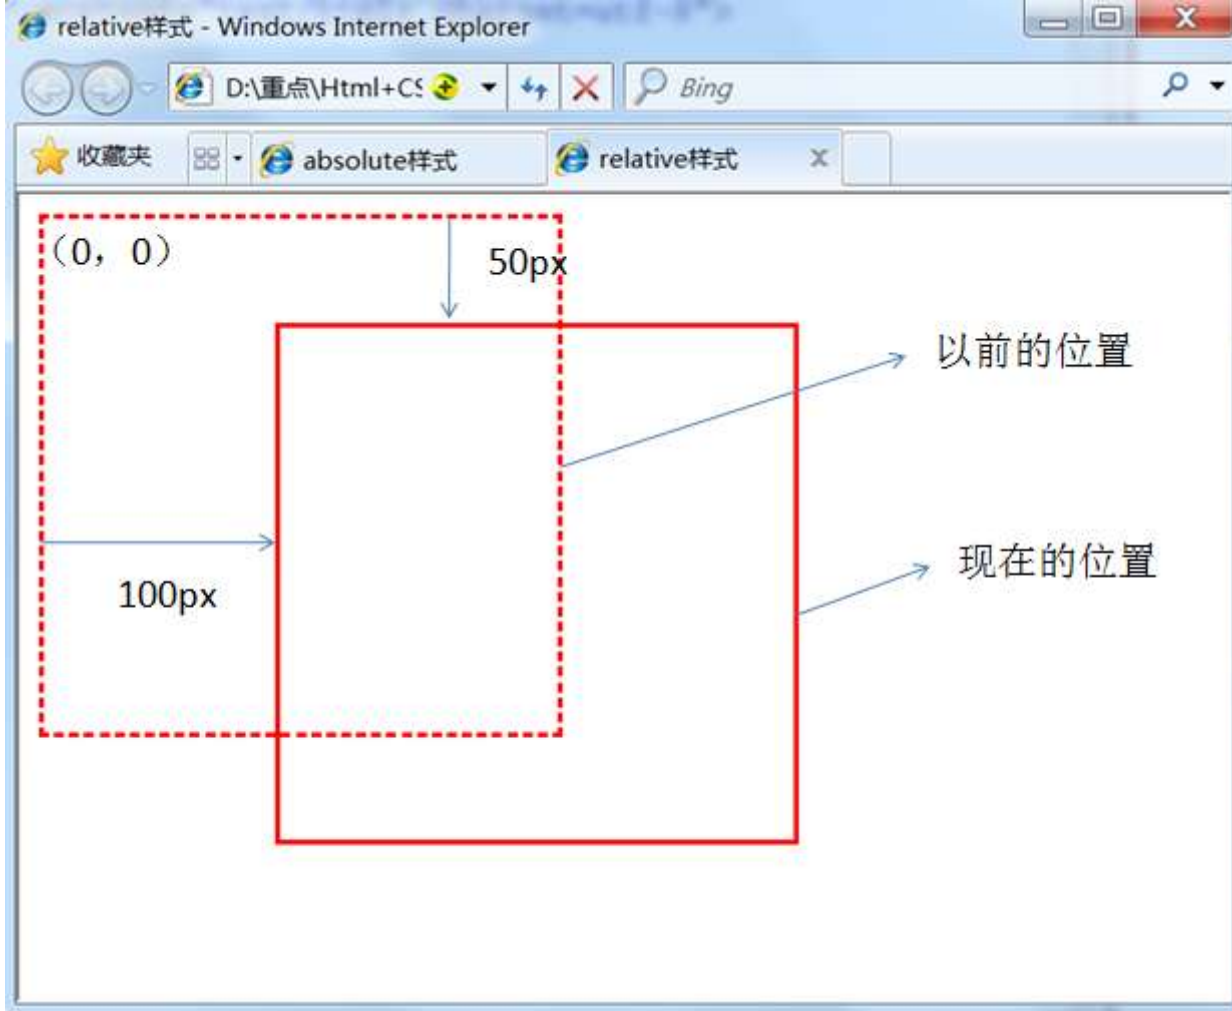 relative样式 - Windows Internet Explorer
D:\重点\Html+CS
Bing
收藏夹
absolute样式
relative样式
（0，0）
50px
以前的位置
现在的位置
100px